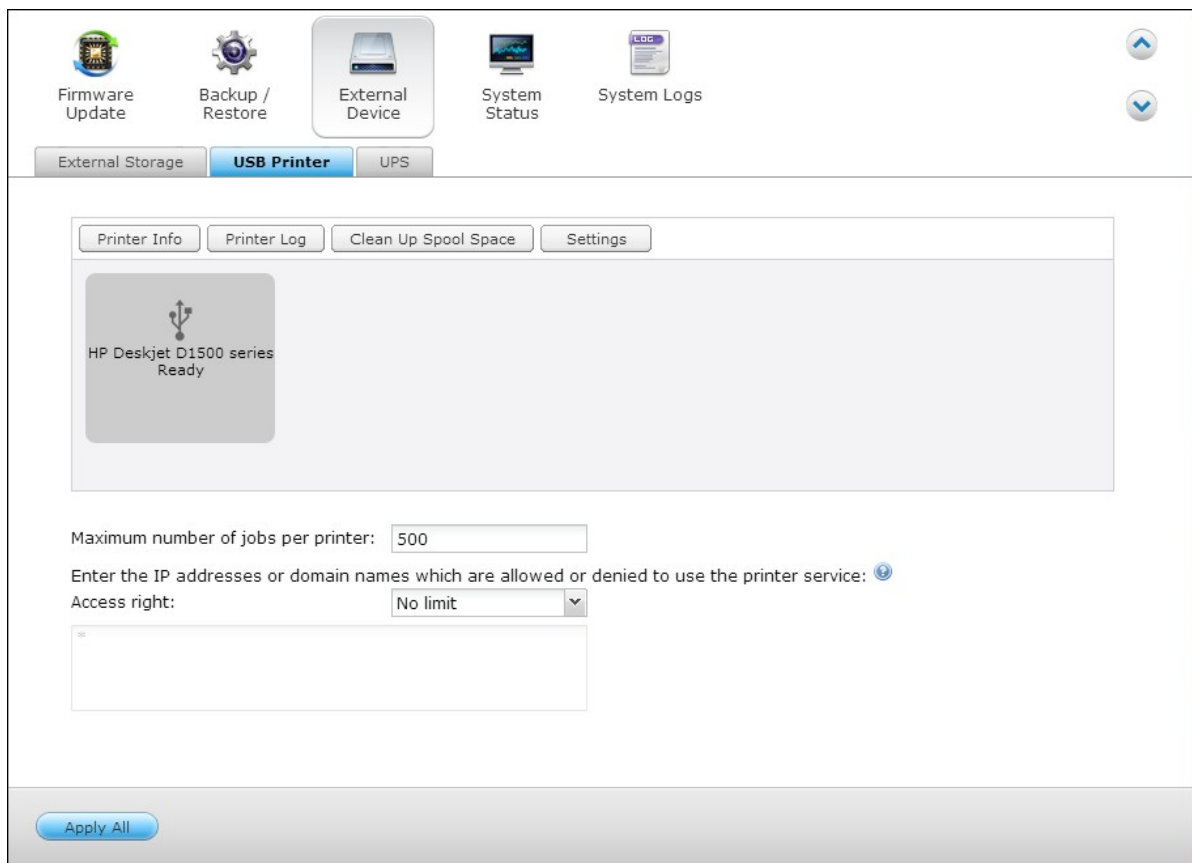 LOG
Firmware
Update
Backup /
Restore
External
Device
System
Status
System Logs
External Storage
USB Printer
UPS
Printer Info
Printer Log
Clean Up Spool Space
Settings
HP Deskjet D1500 series
Ready
Maximum number of jobs per printer:
500
Enter the IP addresses or domain names which are allowed or denied to use the printer service:
Access right:
No limit
*
Apply All